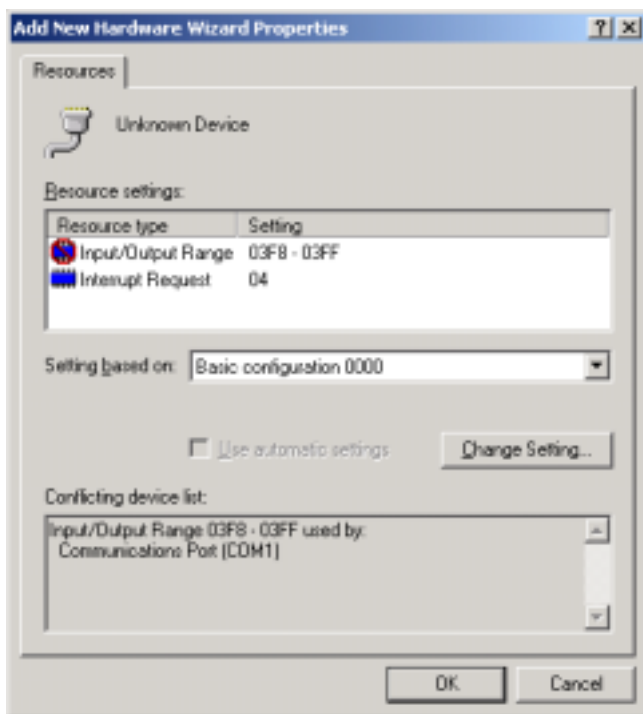 Add New Hardware Wizard Properties
Resources
Unknown Device
Resource settings:
Resource type Setting
Input/Output Range 03F8 - 03FF
Interrupt Request 04
Setting based on: Basic configuration 0000
Use automatic settings Change Setting...
Conflicting device list:
Input/Output Range 03F8 - 03FF used by:
Communications Port (COM1)
OK Cancel